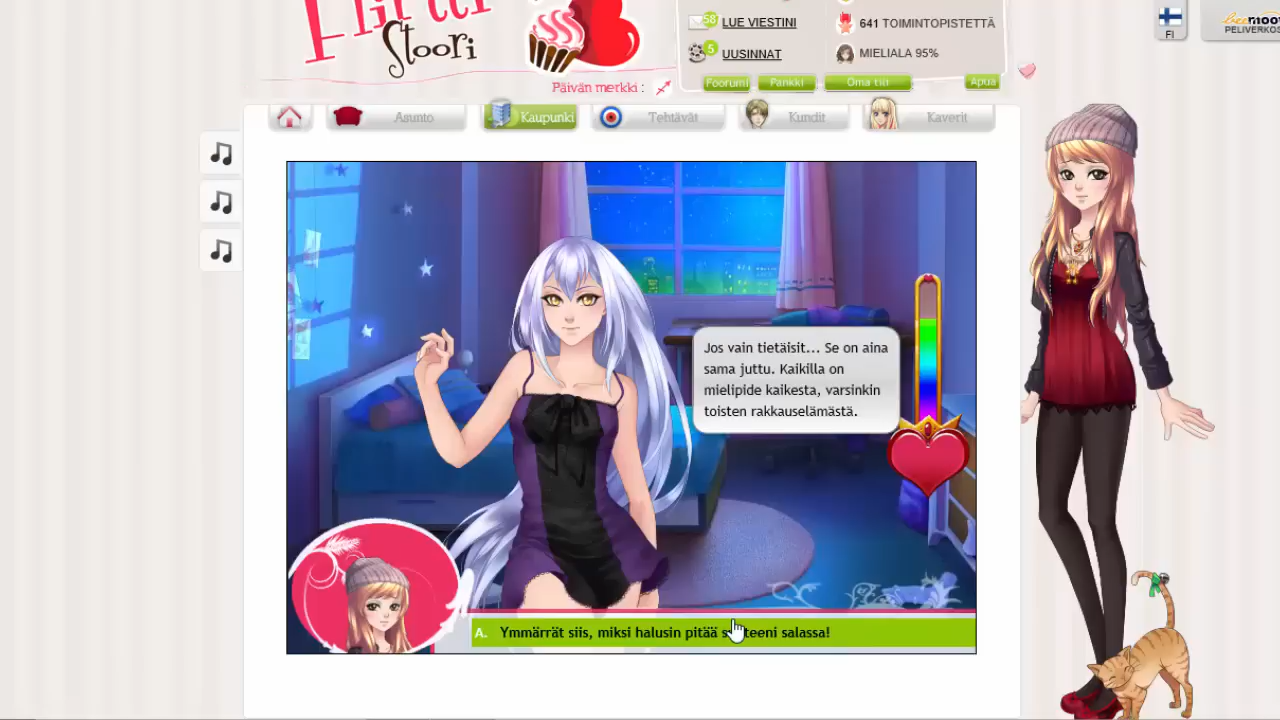 Stoori
58
LUE VIESTINI
641 TOIMINTOPISTETTÄ
FI
PELIVERKOS
5
UUSINNAT
MIELIALA 95%
Päivän merkki :
Foorumi
Pankki
Oma tili
Apua
Asunto
Kaupunki
Tehtävät
Kundit
Kaverit
Jos vain tietäisit... Se on aina
sama juttu. Kaikilla on
mielipide kaikesta, varsinkin
toisten rakkauselämästä.
A. Ymmärrät siis, miksi halusin pitää salassa!